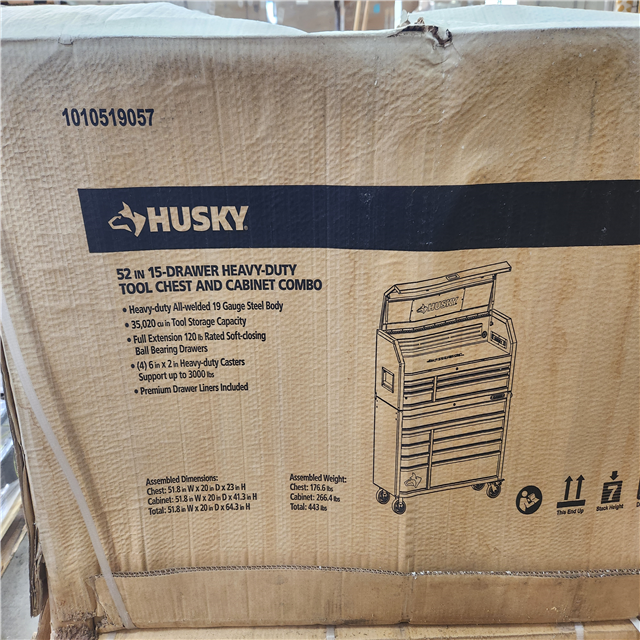 1010519057
HUSKY
52 IN 15-DRAWER HEAVY-DUTY
TOOL CHEST AND CABINET COMBO
• Heavy-duty All-welded 19 Gauge Steel Body
• 35,020 cu in Tool Storage Capacity
• Full Extension 120 lb Rated Soft-closing
Ball Bearing Drawers
• (4) 6 in x 2 in Heavy-duty Casters
Support up to 3000 lbs
• Premium Drawer Liners Included
HUSKY
Assembled Dimensions:
Chest: 51.8 in W x 20 in D x 23 in H
Cabinet: 51.8 in W x 20 in D x 41.3 in H
Total: 51.8 in W x 20 in D x 64.3 in H
Assembled Weight:
Chest: 176.6 lbs
Cabinet: 266.4 lbs
Total: 443 lbs
7
This End Up
Stack Height